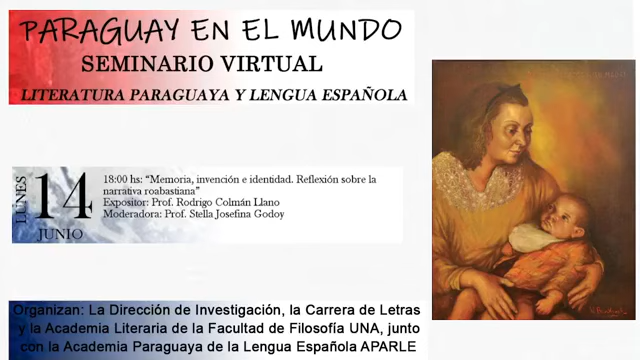 PARAGUAY EN EL MUNDO
SEMINARIO VIRTUAL
LITERATURA PARAGUAYA Y LENGUA ESPAÑOLA
LUNES
14
JUNIO
18:00 hs: “Memoria, invención e identidad. Reflexión sobre la
narrativa roabastiana”
Expositor: Prof. Rodrigo Colmán Llano
Moderadora: Prof. Stella Josefina Godoy
Organizan: La Dirección de Investigación, la Carrera de Letras
y la Academia Literaria de la Facultad de Filosofía UNA, junto
con la Academia Paraguaya de la Lengua Española APARLE